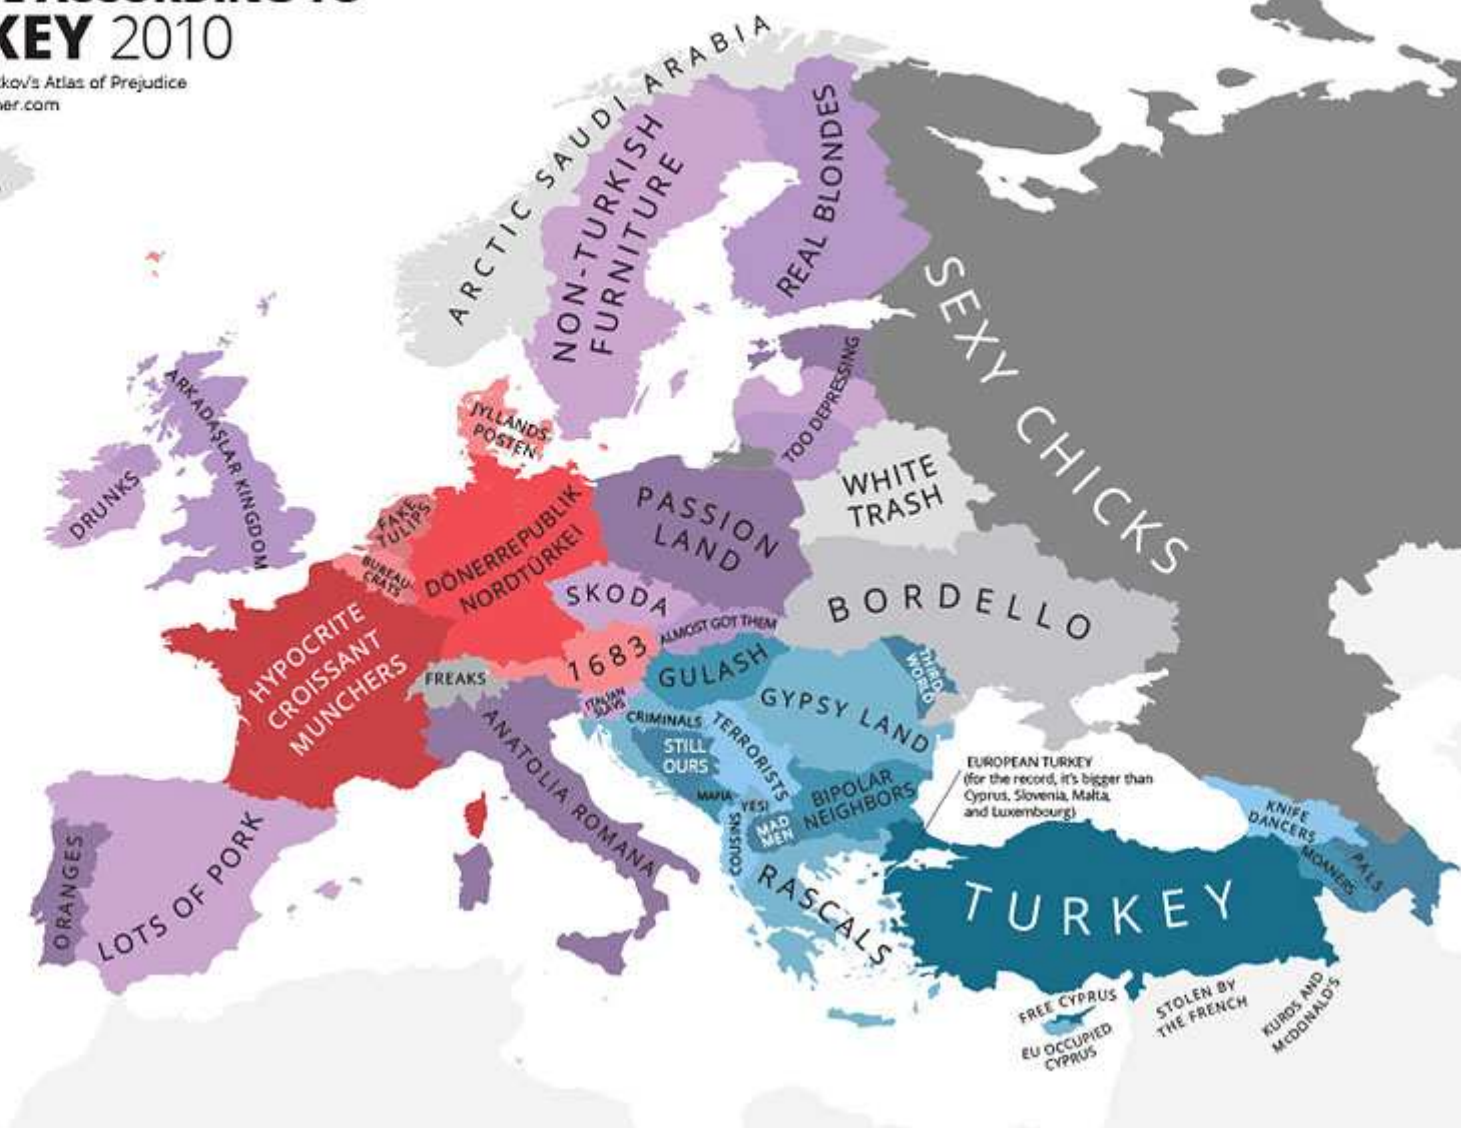 ACCORDING TO
KEY 2010
kov's Atlas of Prejudice
er.com
ARCTIC SAUDI ARABIA
NON-TURKISH
FURNITURE
REAL BLONDES
SEXY CHICKS
JYLLANDS-
POSTEN
TOO DEPRESSING
ARKADAŞLAR KINGDOM
DRUNKS
WHITE
TRASH
PASSION
LAND
FAKE
TULIPS
BUREAU-
CRATS
DÖNERREPUBLIK
NORDTÜRKEI
SKODA
BORDELLO
ALMOST GOT THEM
HYPOCRITE
CROISSANT
MUNCHERS
FREAKS
1683
GULASH
THIRD
WORLD
ITALIAN
SLAVS
GYPSY LAND
CRIMINALS
TERRORISTS
STILL
OURS
ANATOLIA ROMANA
MAFIA
YES!
BIPOLAR
NEIGHBORS
MAD
MEN
COUSINS
RASCALS
EUROPEAN TURKEY
(for the record, it's bigger than
Cyprus, Slovenia, Malta,
and Luxembourg)
KNIFE
DANCERS
MOANERS
PALS
ORANGES
LOTS OF PORK
TURKEY
FREE CYPRUS
EU OCCUPIED
CYPRUS
STOLEN BY
THE FRENCH
KURDS AND
McDONALD'S